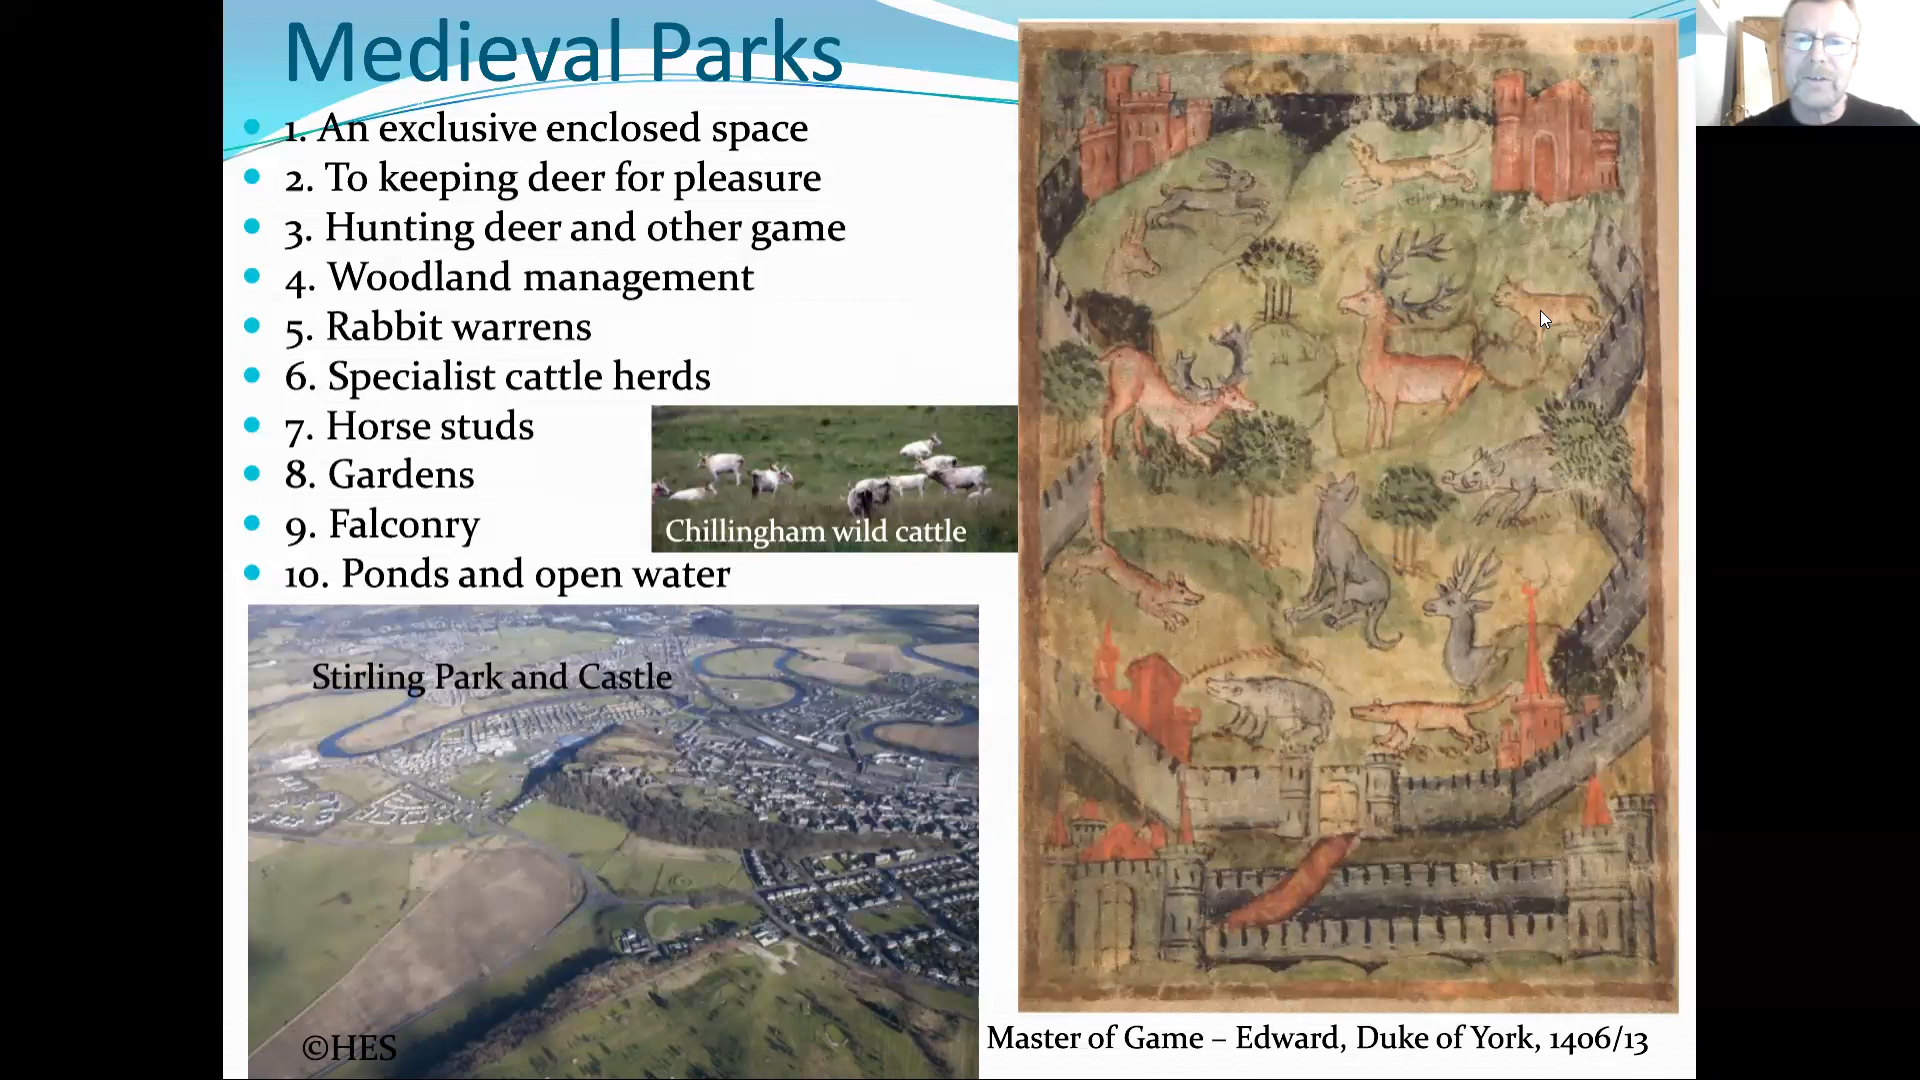 Medieval Parks
1. An exclusive enclosed space
2. To keeping deer for pleasure
3. Hunting deer and other game
4. Woodland management
5. Rabbit warrens
6. Specialist cattle herds
7. Horse studs
8. Gardens
9. Falconry
10. Ponds and open water
Chillingham wild cattle
Stirling Park and Castle
©HES
Master of Game – Edward, Duke of York, 1406/13